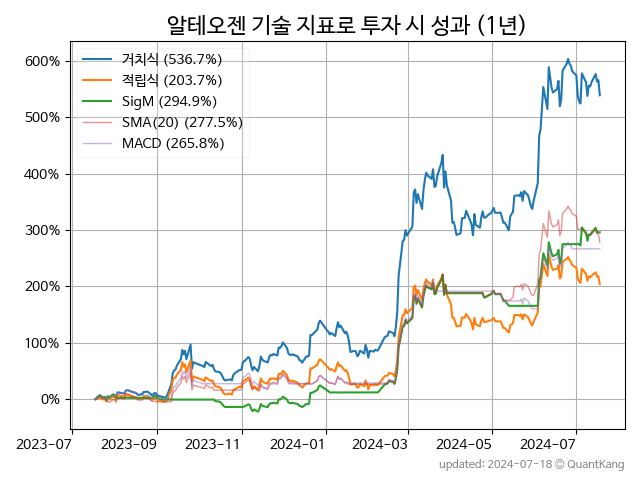 알테오젠 기술 지표로 투자 시 성과 (1년)
거치식 (536.7%)
적립식 (203.7%)
SigM (294.9%)
SMA(20) (277.5%)
MACD (265.8%)
600%
500%
400%
300%
200%
100%
0%
2023-07 2023-09 2023-11 2024-01 2024-03 2024-05 2024-07
updated: 2024-07-18 © QuantKang